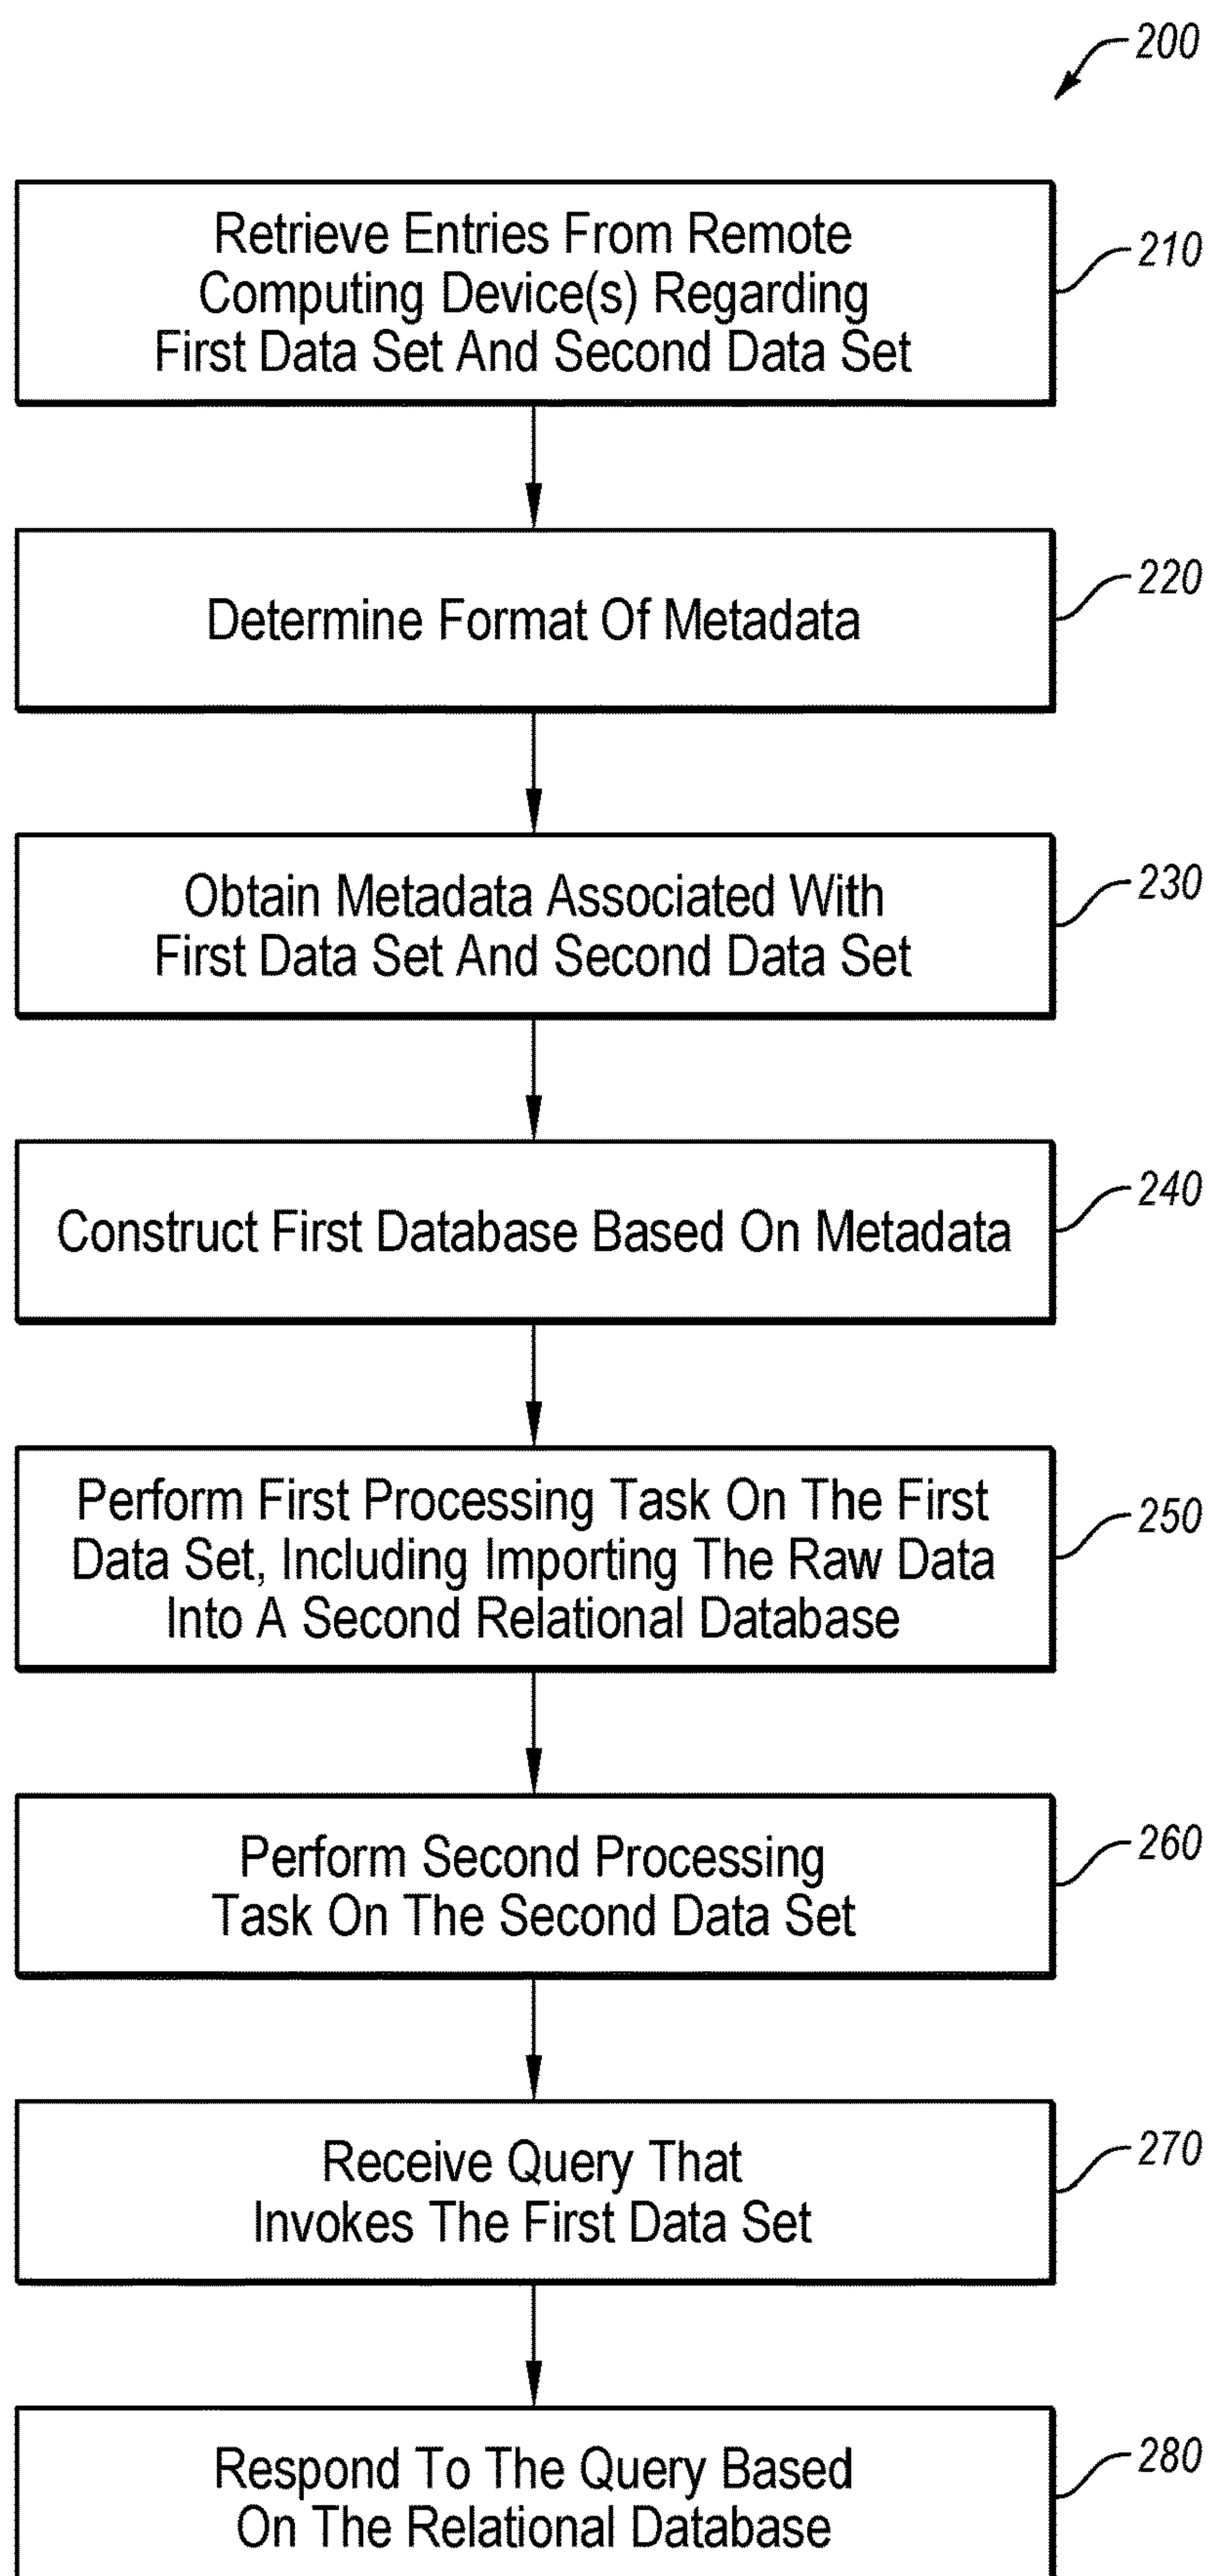 200
Retrieve Entries From Remote
Computing Device(s) Regarding
First Data Set And Second Data Set
210
Determine Format Of Metadata
220
Obtain Metadata Associated With
First Data Set And Second Data Set
230
Construct First Database Based On Metadata
240
Perform First Processing Task On The First
Data Set, Including Importing The Raw Data
Into A Second Relational Database
250
Perform Second Processing
Task On The Second Data Set
260
Receive Query That
Invokes The First Data Set
270
Respond To The Query Based
On The Relational Database
280